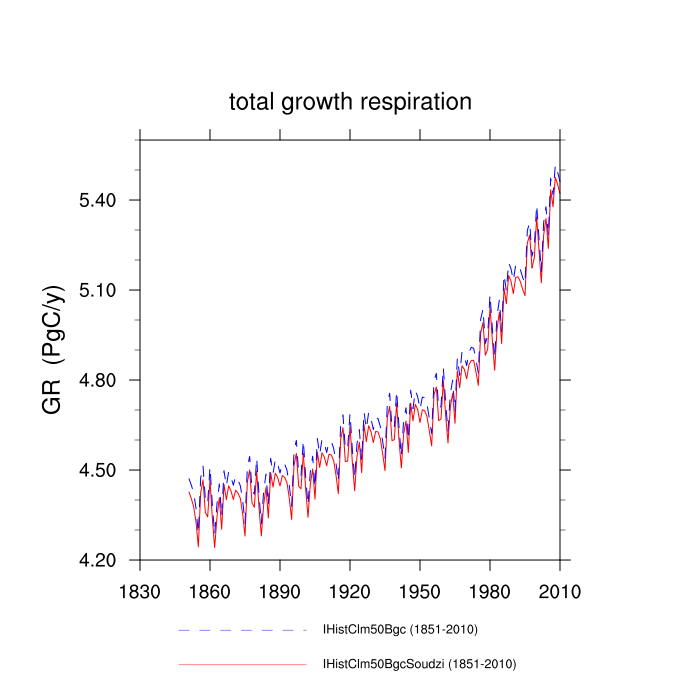 total growth respiration
GR (PgC/y)
5.40
5.10
4.80
4.50
4.20
1830 1860 1890 1920 1950 1980 2010
IHistClm50Bgc (1851-2010)
IHistClm50BgcSoudzi (1851-2010)